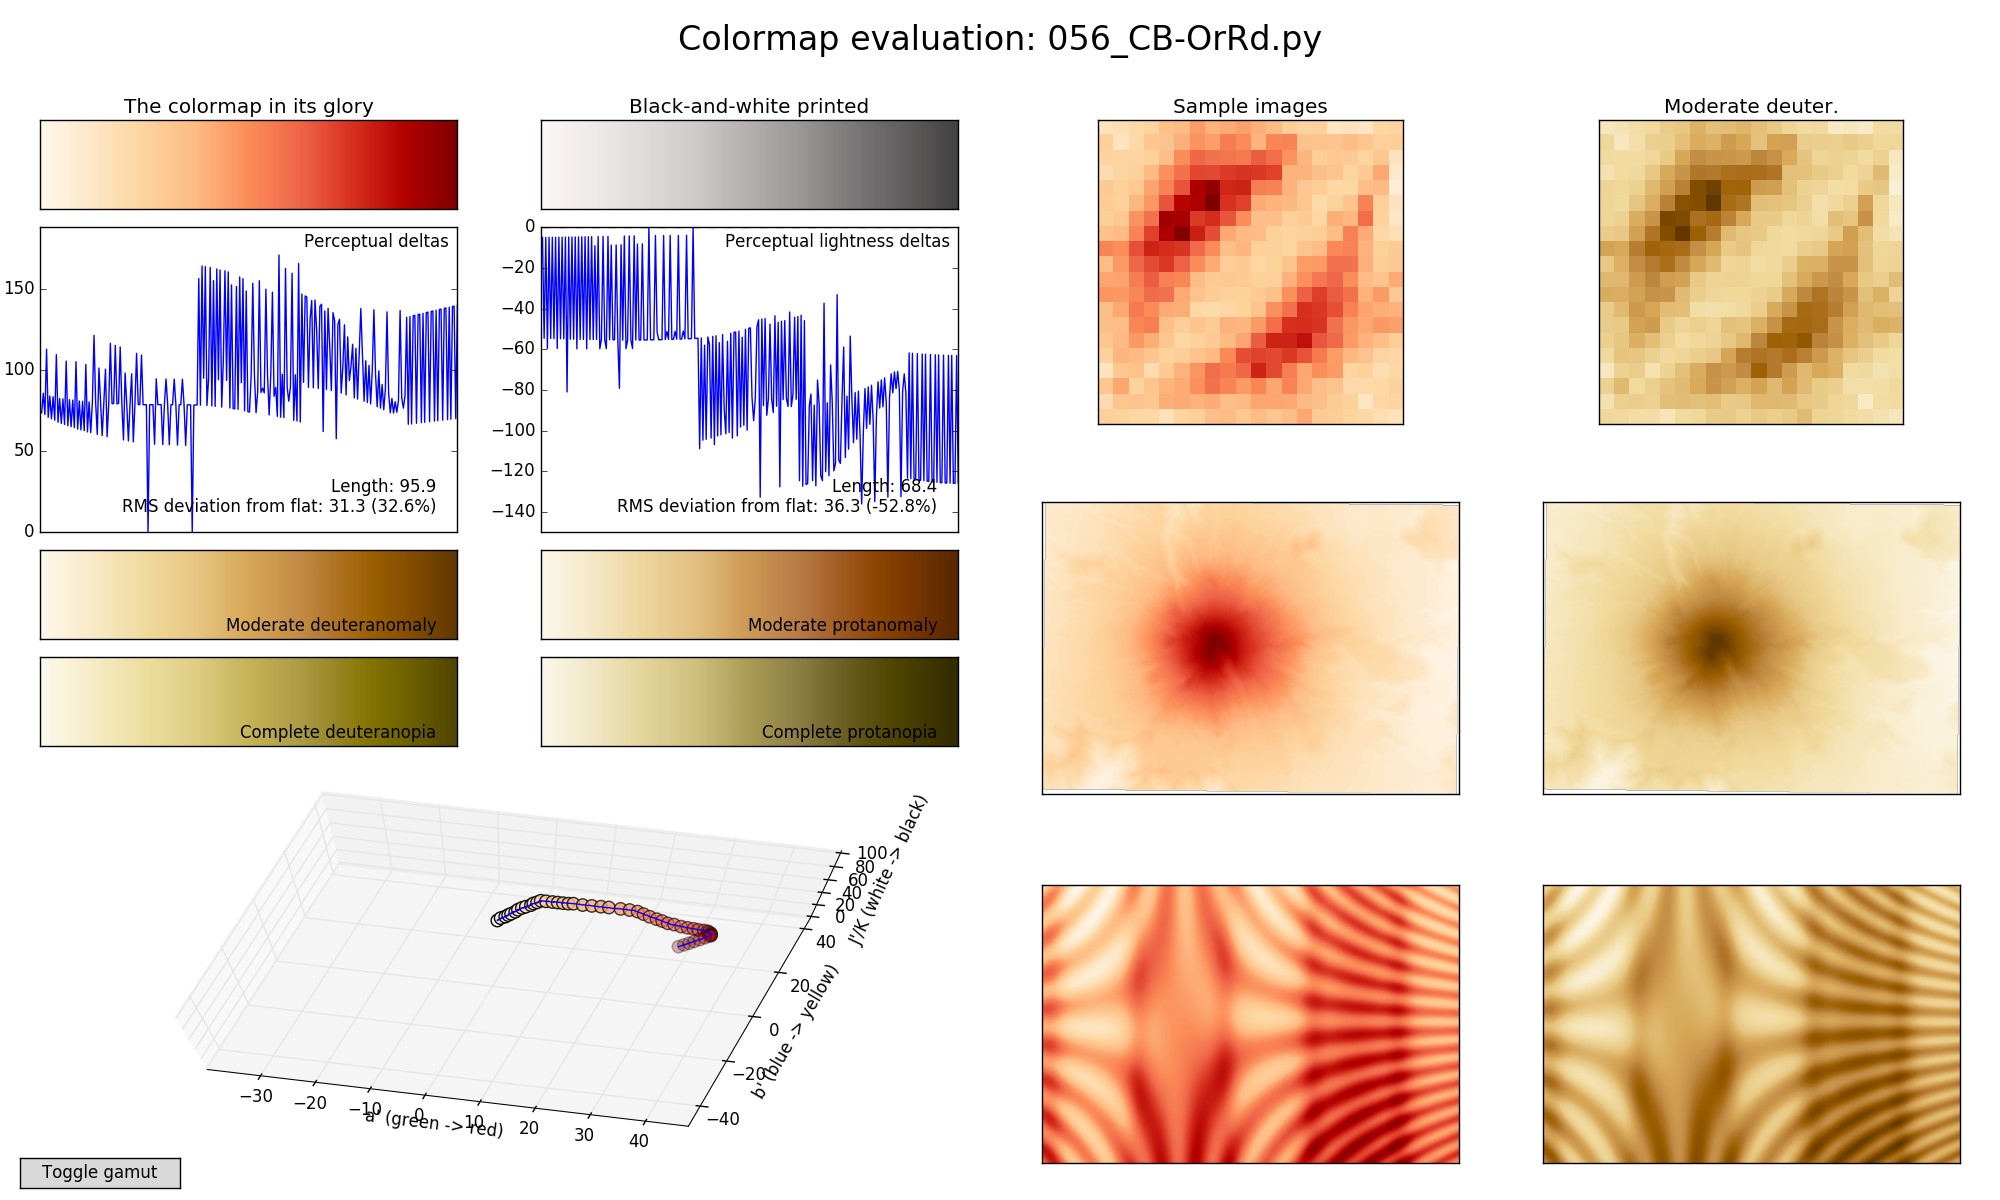 Colormap evaluation: 056_CB-OrRd.py
The colormap in its glory
Black-and-white printed
Sample images
Moderate deuter.
Perceptual deltas
150
100
50
0
Length: 95.9
RMS deviation from flat: 31.3 (32.6%)
Perceptual lightness deltas
0
−20
−40
−60
−80
−100
−120
−140
Length: 68.4
RMS deviation from flat: 36.3 (-52.8%)
Moderate deuteranomaly
Moderate protanomaly
Complete deuteranopia
Complete protanopia
100
80
60
40
20
0
J'/K (white -> black)
40
20
0
−20
−40
b' (blue -> yellow)
−30
−20
−10
0
10
20
30
40
a' (green -> red)
Toggle gamut